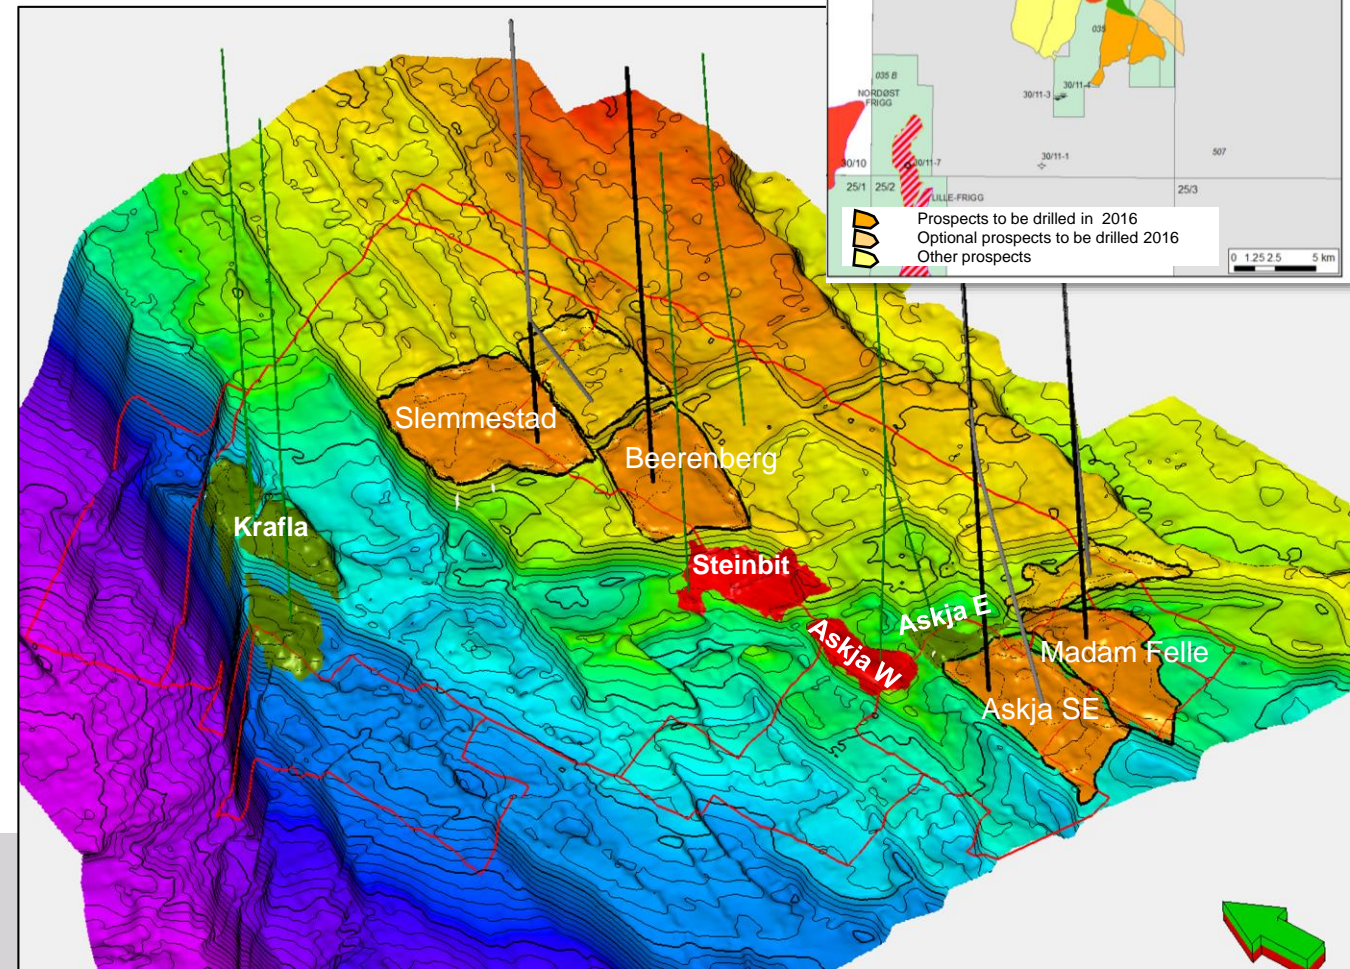 035
035 B
NORDØST
FRIGG
30/11-3
30/11-4
30/10
30/11-7
30/11-1
507
25/1
25/2
25/3
LILLE-FRIGG
Prospects to be drilled in 2016
Optional prospects to be drilled 2016
Other prospects
0 1.25 2.5 5 km
Slemmestad
Beerenberg
Krafla
Steinbit
Askja E
Askja W
Madam Felle
Askja SE